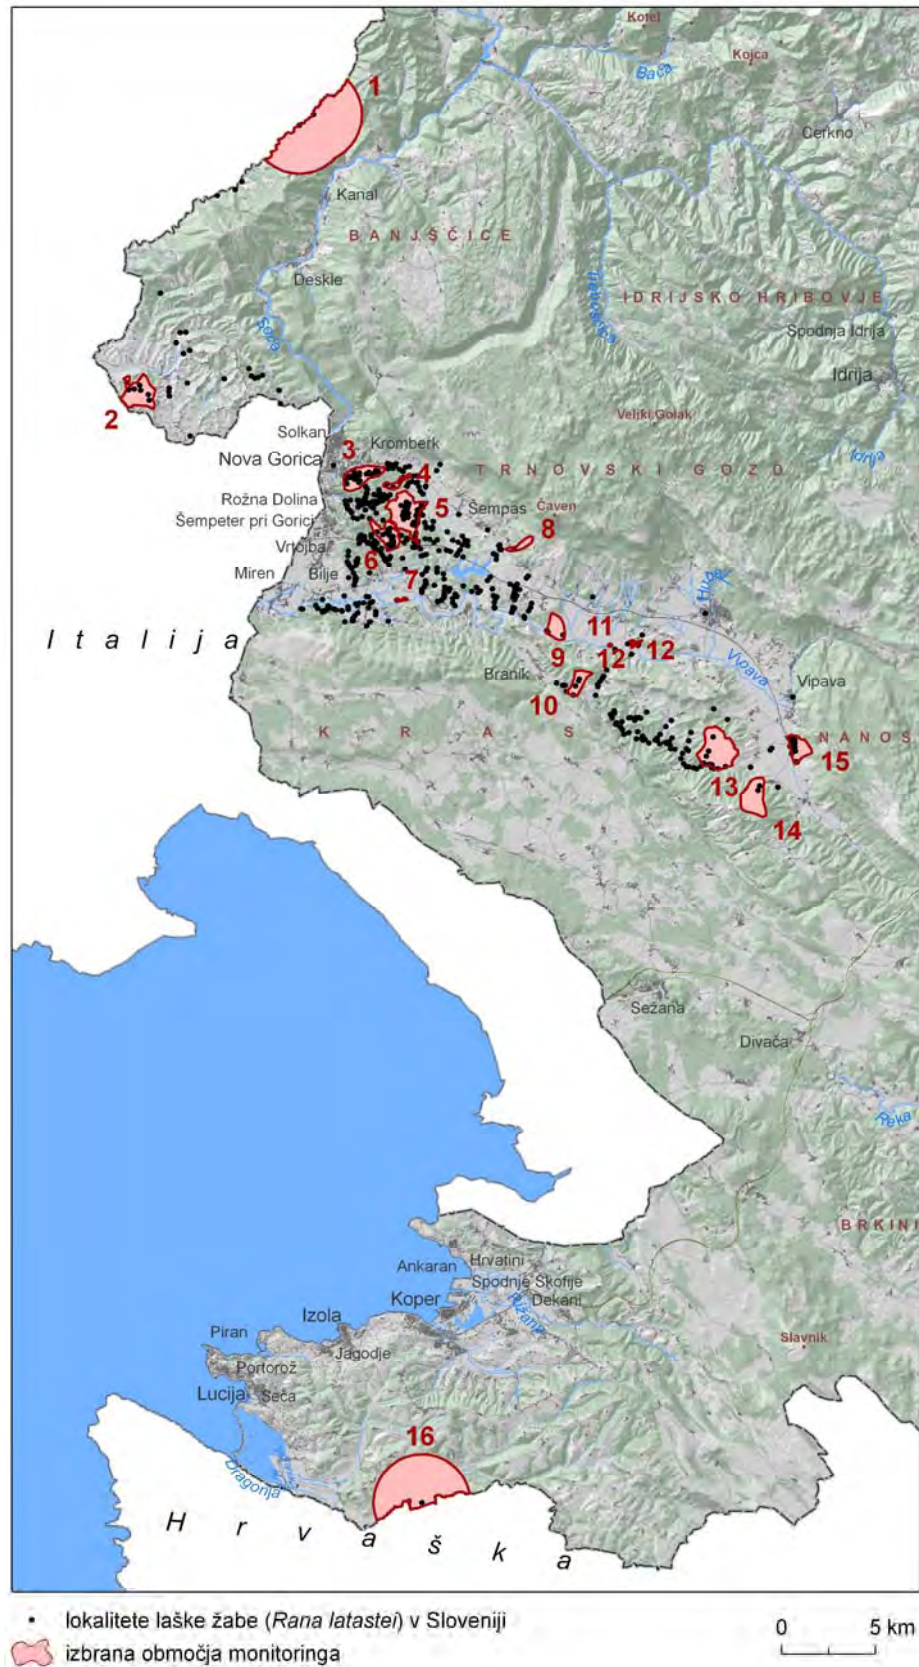 Kotel
Kojca
Bača
1
Cerkno
Kanal
BANJŠČICE
Deskle
Trebuščica
IDRIJSKO HRIBOVJE
Soča
Spodnja Idrija
Idrija
2
Veliki Golak
Solkan
Kromberk
Idrija
Nova Gorica
3
4
TRNOVSKI GOZD
Rožna Dolina
5
Šempas
Čaven
Šempeter pri Gorici
8
Vrtojba
6
Miren
Bilje
7
Hubelj
Italija
11
9
12
12
Vipava
Branik
10
Vipava
KRAS
NANOS
15
13
14
Sežana
Divača
Reka
BRKINI
Ankaran
Hrvatini
Spodnje Škofije
Koper
Dekani
Izola
Rižana
Piran
Jagodje
Slavnik
Portorož
Lucija
Seča
16
Dragonja
Hrvaška
lokalitete laške žabe (Rana latastei) v Sloveniji
0 5 km
izbrana območja monitoringa